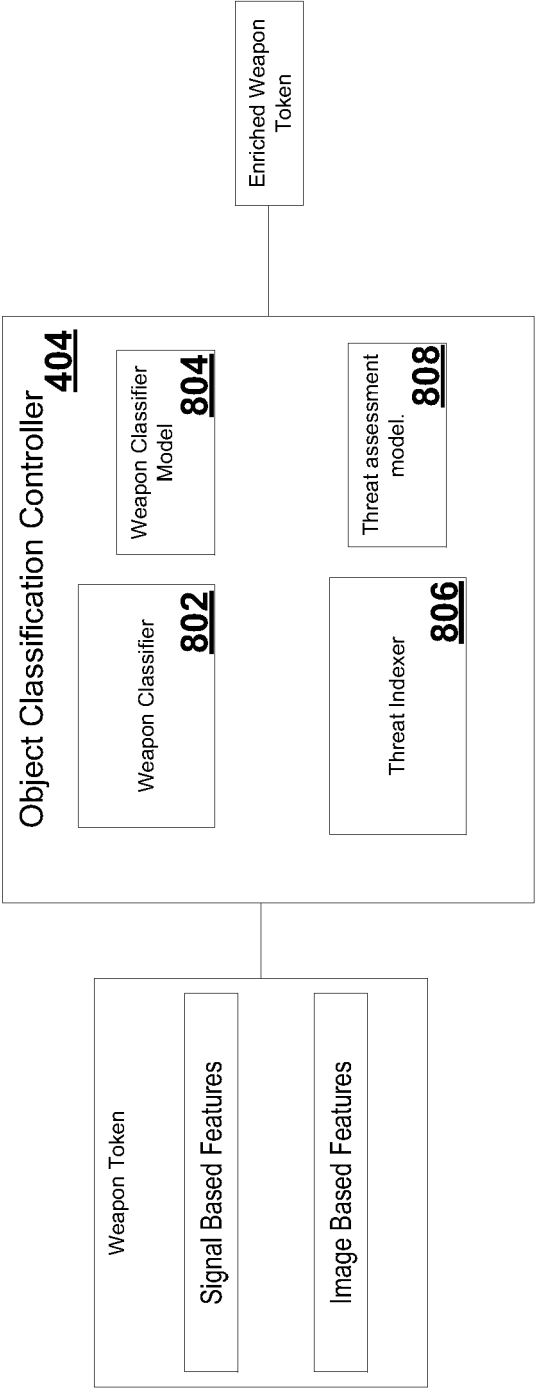 Weapon Token
Signal Based Features
Image Based Features
Object Classification Controller
404
Weapon Classifier
802
Weapon Classifier
Model
804
Threat Indexer
806
Threat assessment
model.
808
Enriched Weapon
Token